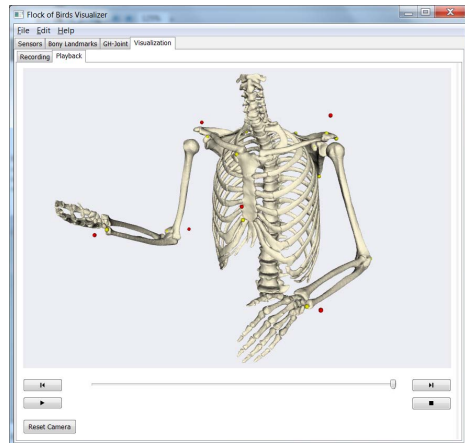 Flock of Birds Visualizer
File Edit Help
Sensors Bony Landmarks GH-Joint Visualization
Recording Playback
Reset Camera